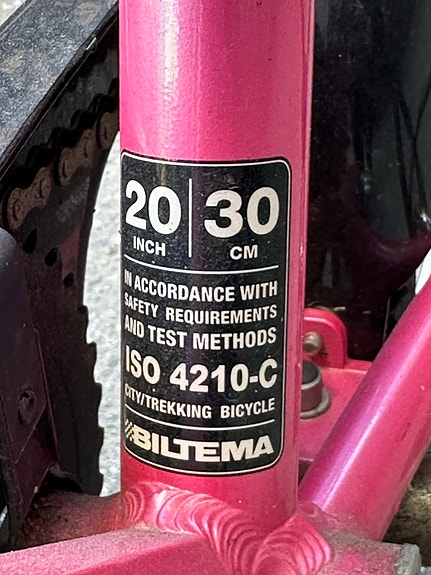 20 | 30
INCH CM
IN ACCORDANCE WITH
SAFETY REQUIREMENTS
AND TEST METHODS
ISO 4210-C
CITY/TREKKING BICYCLE
BILTEMA